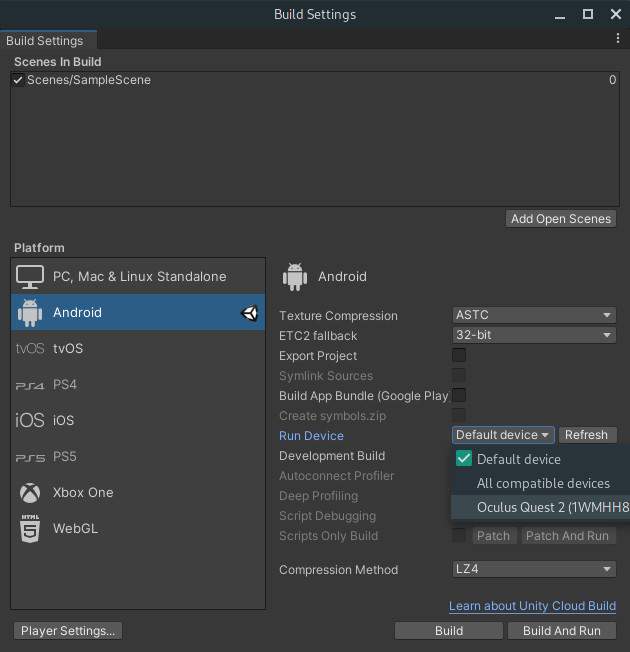 Build Settings
Build Settings
Scenes In Build
Scenes/SampleScene 0
Add Open Scenes
Platform
PC, Mac & Linux Standalone
Android
tvOS tvOS
PS4 PS4
iOS iOS
PS5 PS5
Xbox One
HTML 5 WebGL
Android
Texture Compression ASTC
ETC2 fallback 32-bit
Export Project
Symlink Sources
Build App Bundle (Google Play)
Create symbols.zip
Run Device Default device Refresh
Default device
All compatible devices
Oculus Quest 2 (1WMHH8
Development Build
Autoconnect Profiler
Deep Profiling
Script Debugging
Scripts Only Build Patch Patch And Run
Compression Method LZ4
Learn about Unity Cloud Build
Player Settings... Build Build And Run